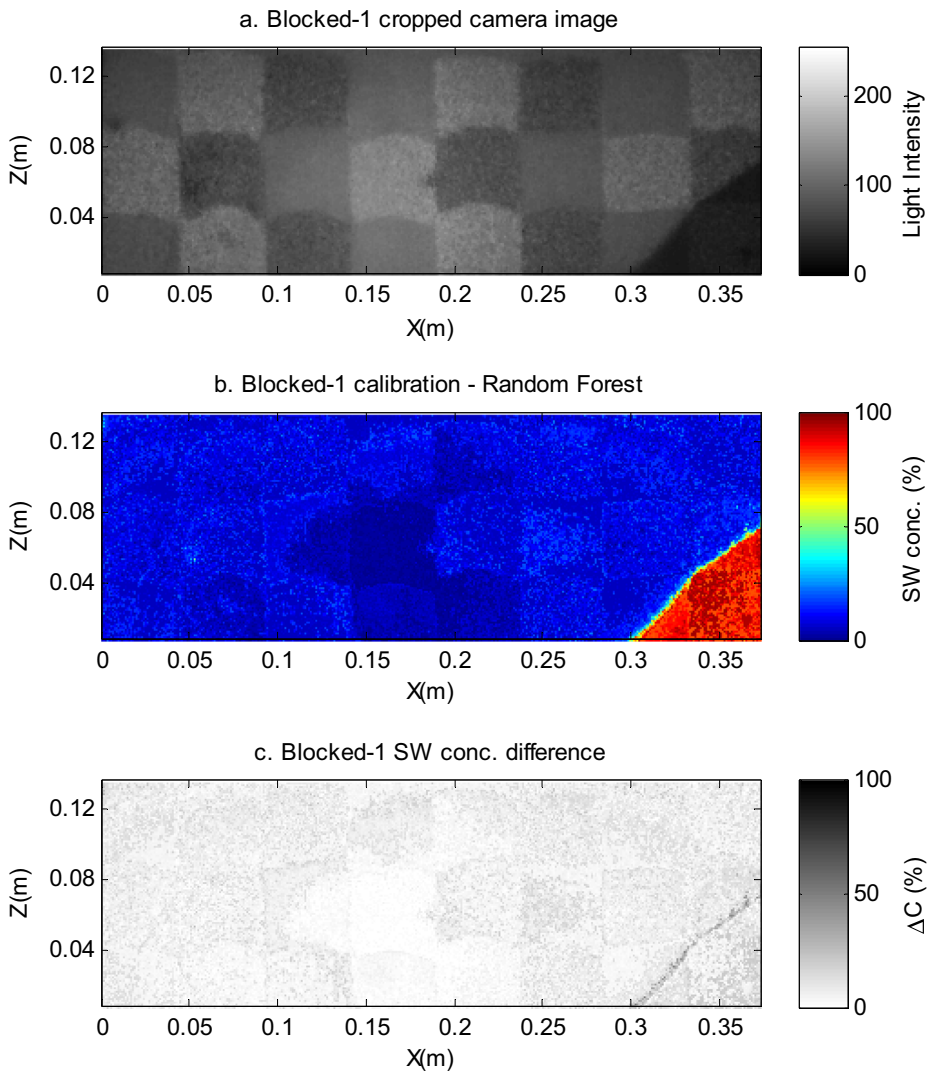 a. Blocked-1 cropped camera image
0.12
0.08
0.04
Z(m)
0 0.05 0.1 0.15 0.2 0.25 0.3 0.35
X(m)
200
100
0
Light Intensity
b. Blocked-1 calibration - Random Forest
0.12
0.08
0.04
Z(m)
0 0.05 0.1 0.15 0.2 0.25 0.3 0.35
X(m)
100
50
0
SW conc. (%)
c. Blocked-1 SW conc. difference
0.12
0.08
0.04
Z(m)
0 0.05 0.1 0.15 0.2 0.25 0.3 0.35
X(m)
100
50
0
ΔC (%)